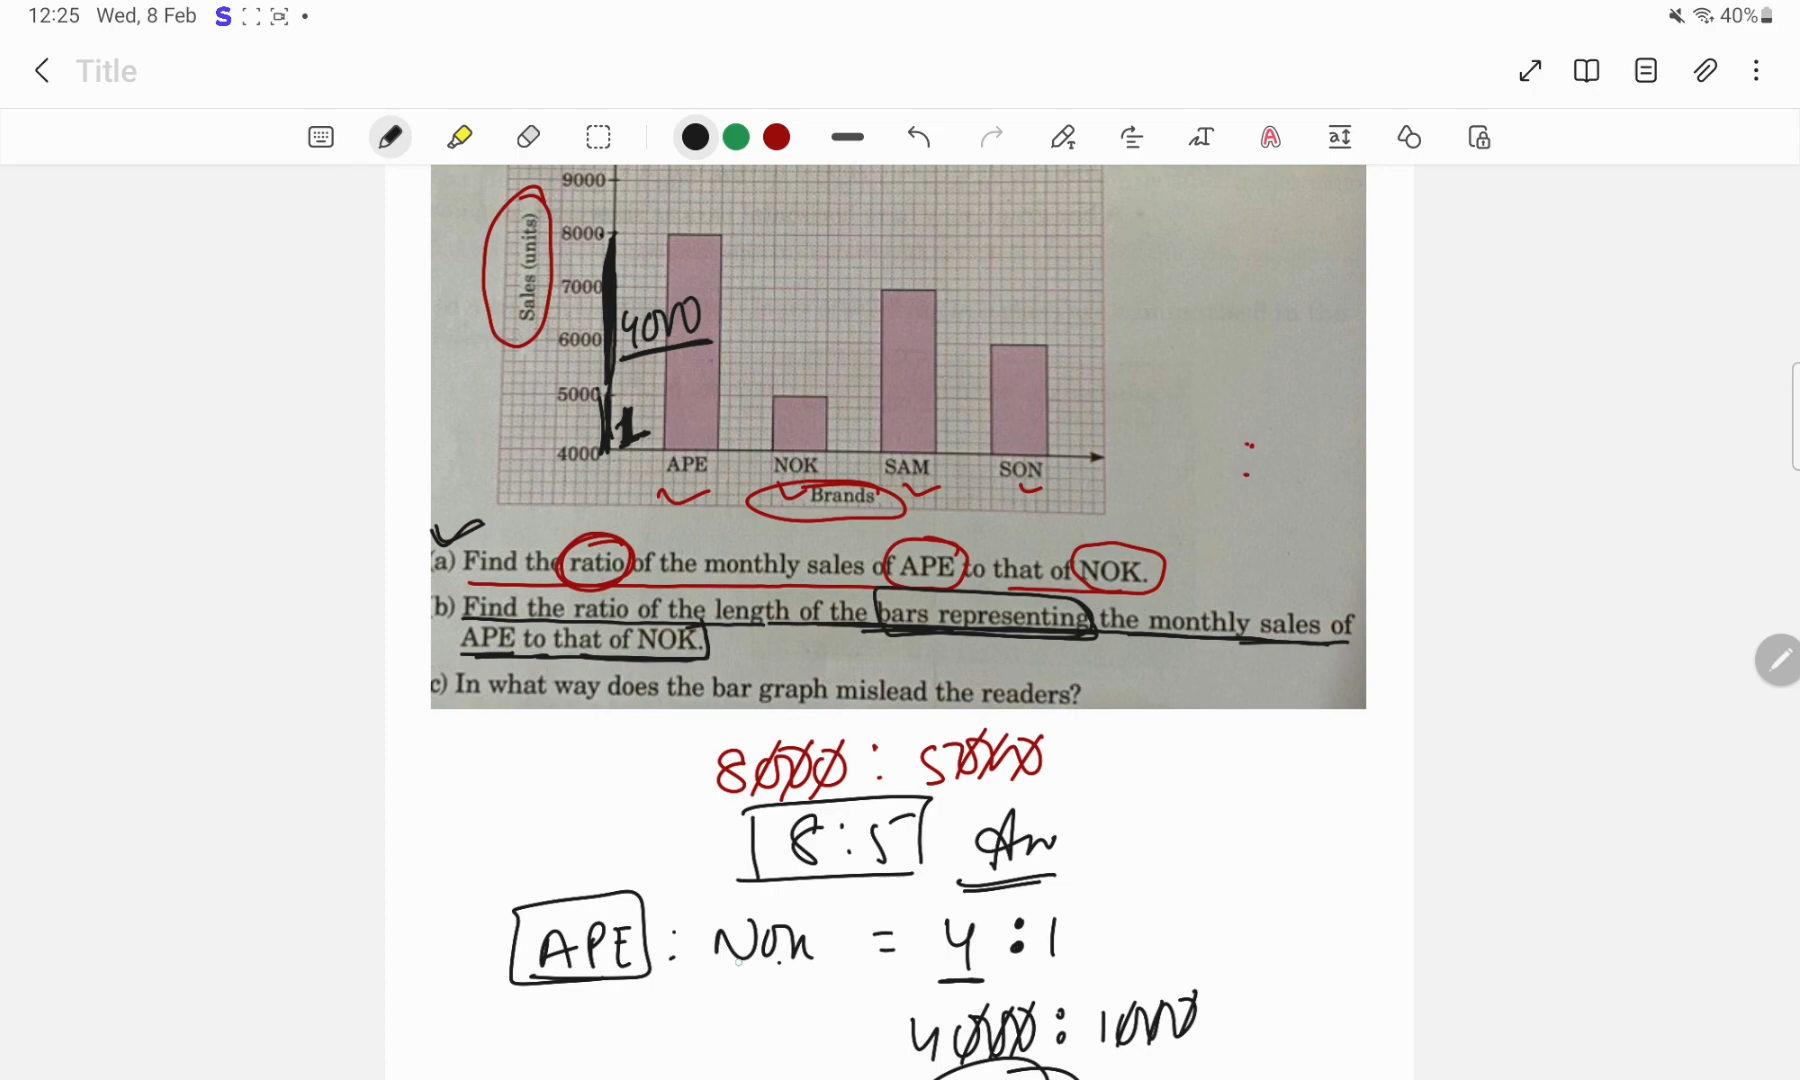 12:25 Wed, 8 Feb
40%
Title
9000
8000
7000
6000
5000
4000
Sales (units)
4000
1
APE NOK SAM SON
Brands
(a) Find the ratio of the monthly sales of APE to that of NOK.
(b) Find the ratio of the length of the bars representing the monthly sales of
APE to that of NOK.
c) In what way does the bar graph mislead the readers?
8000 : 5000
8:5 An
APE : Nok = 4 : 1
4000 : 1000